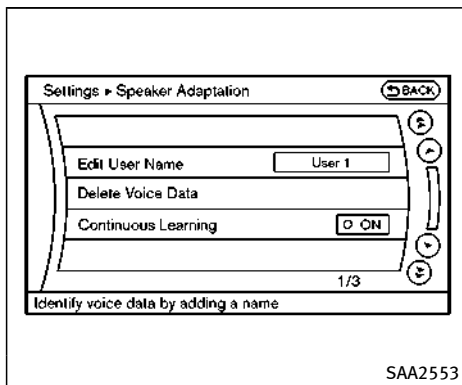 Settings ▸ Speaker Adaptation
BACK
Edit User Name
User 1
Delete Voice Data
Continuous Learning
ON
1/3
Identify voice data by adding a name
SAA2553